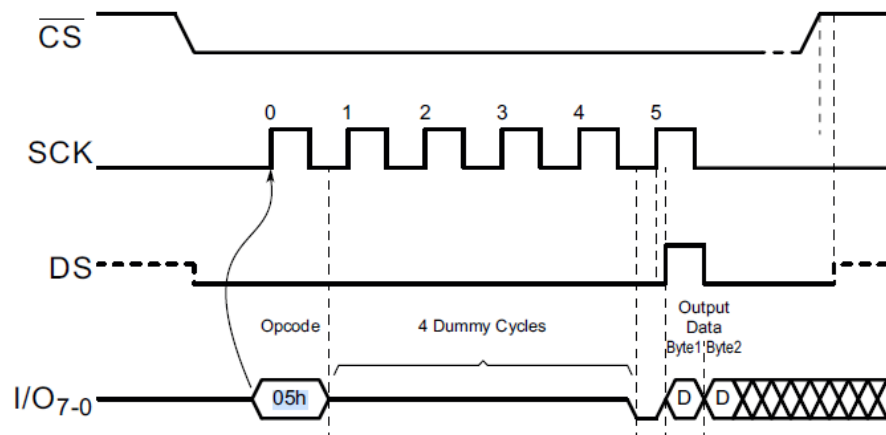 CS
0 1 2 3 4 5
SCK
DS
Opcode
4 Dummy Cycles
Output
Data
Byte1 Byte2
I/O7-0
05h
D D